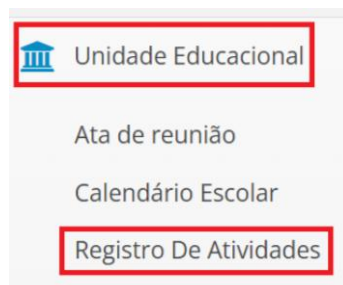 Unidade Educacional
Ata de reunião
Calendário Escolar
Registro De Atividades